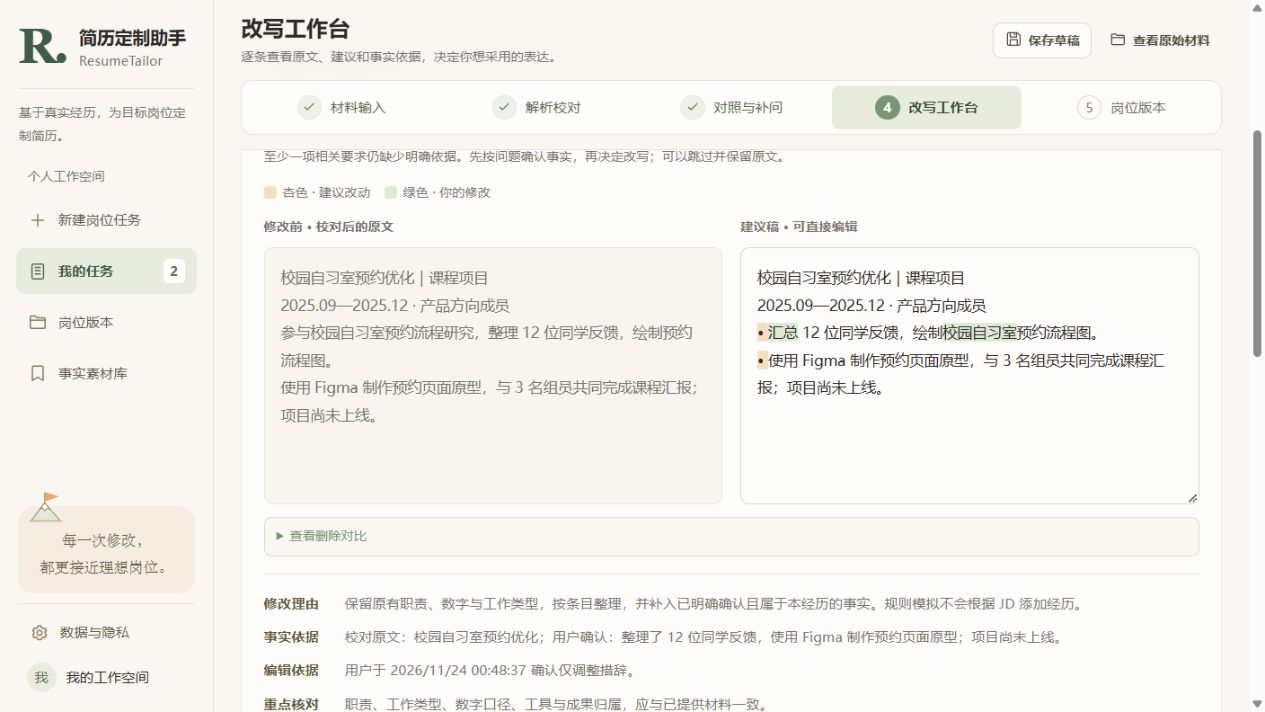 R.
简历定制助手
ResumeTailor
基于真实经历，为目标岗位定
制简历。
个人工作空间
新建岗位任务
我的任务 2
岗位版本
事实素材库
每一次修改，
都更接近理想岗位。
数据与隐私
我 我的工作空间
改写工作台
逐条查看原文、建议和事实依据，决定你想采用的表达。
保存草稿 查看原始材料
材料输入 解析校对 对照与补问 4 改写工作台 5 岗位版本
至少一项相关要求仍缺少明确依据。先按问题确认事实，再决定改写；可以跳过并保留原文。
杏色 · 建议改动 绿色 · 你的修改
修改前 • 校对后的原文
校园自习室预约优化｜课程项目
2025.09—2025.12 · 产品方向成员
参与校园自习室预约流程研究，整理 12 位同学反馈，绘制预约
流程图。
使用 Figma 制作预约页面原型，与 3 名组员共同完成课程汇报；
项目尚未上线。
建议稿 • 可直接编辑
校园自习室预约优化｜课程项目
2025.09—2025.12 · 产品方向成员
• 汇总 12 位同学反馈，绘制校园自习室预约流程图。
• 使用 Figma 制作预约页面原型，与 3 名组员共同完成课程汇
报；项目尚未上线。
查看删除对比
修改理由 保留原有职责、数字与工作类型，按条目整理，并补入已明确确认且属于本经历的事实。规则模拟不会根据 JD 添加经历。
事实依据 校对原文：校园自习室预约优化；用户确认：整理了 12 位同学反馈，使用 Figma 制作预约页面原型；项目尚未上线。
编辑依据 用户于 2026/11/24 00:48:37 确认仅调整措辞。
重点核对 职责、工作类型、数字口径、工具与成果归属，应与已提供材料一致。